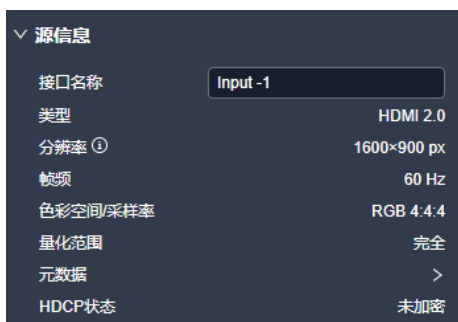 源信息
接口名称 Input -1
类型 HDMI 2.0
分辨率 1600×900 px
帧频 60 Hz
色彩空间/采样率 RGB 4:4:4
量化范围 完全
元数据 >
HDCP状态 未加密